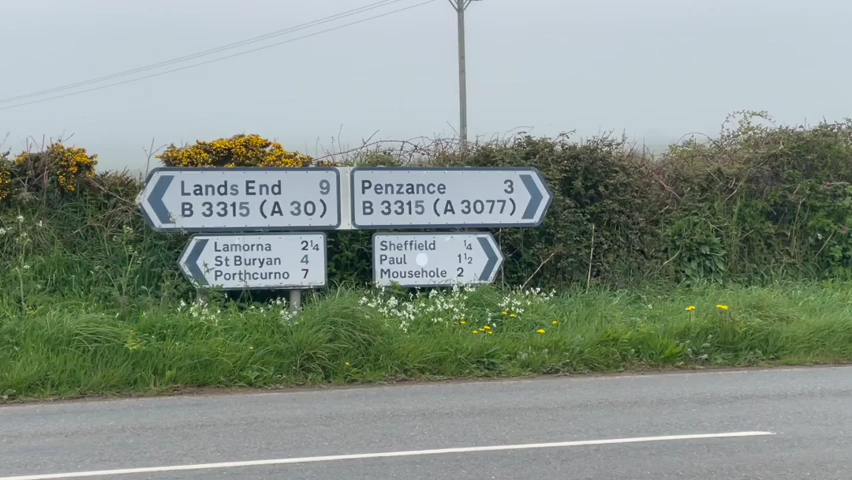 Lands End 9
B 3315 (A 30)
Penzance 3
B 3315 (A 3077)
Lamorna 2¼
St Buryan 4
Porthcurno 7
Sheffield ¼
Paul 1½
Mousehole 2